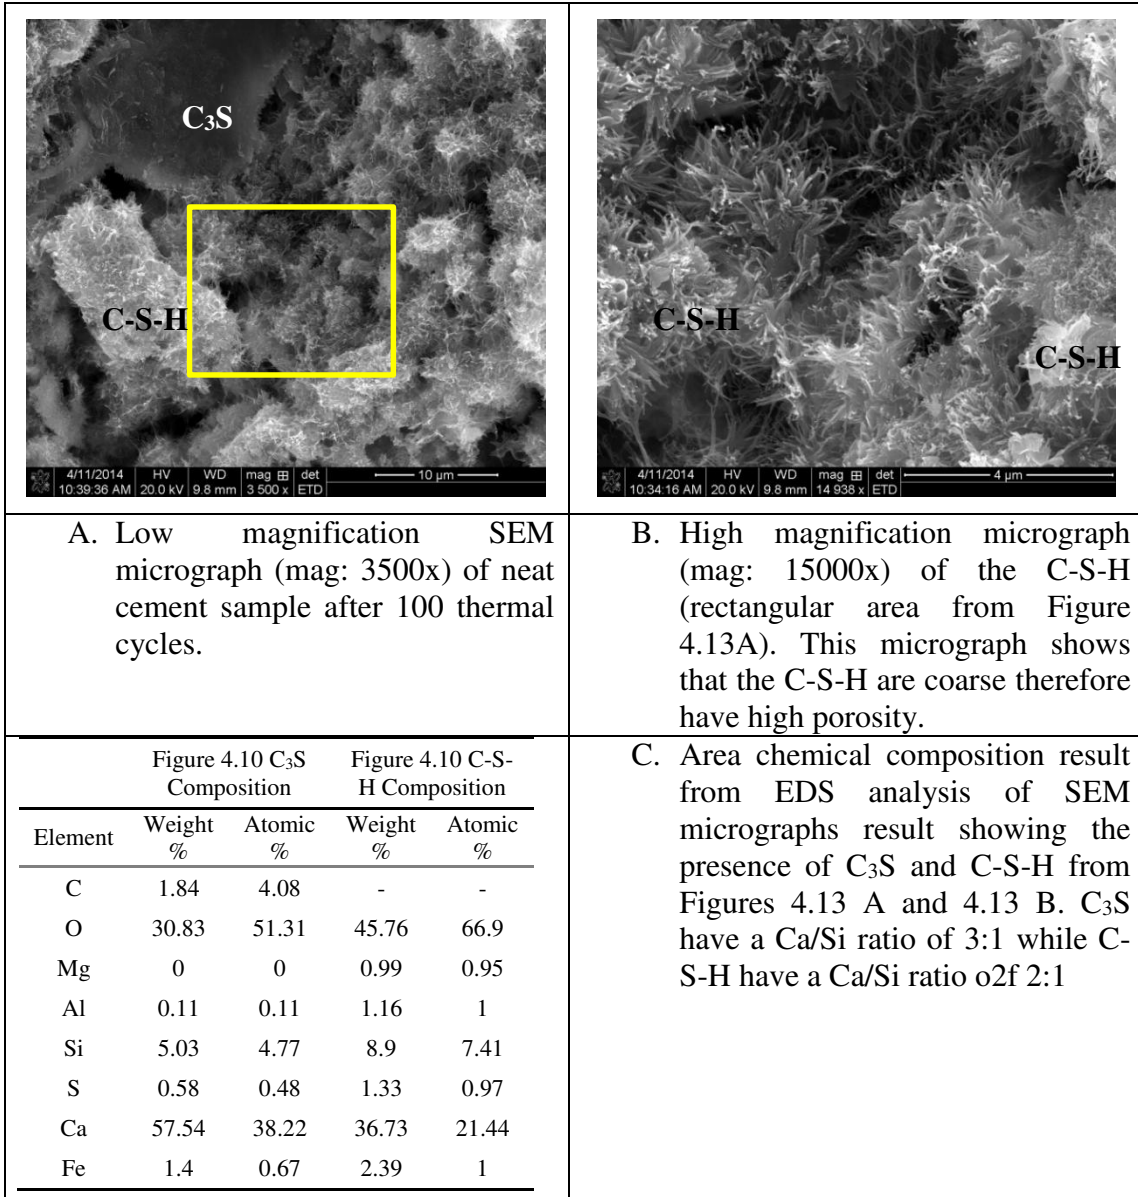 C₃S
C-S-H
4/11/2014 HV WD mag ⊞ det 10 µm
10:39:36 AM 20.0 kV 9.8 mm 3 500 x ETD
C-S-H
C-S-H
4/11/2014 HV WD mag ⊞ det 4 µm
10:34:16 AM 20.0 kV 9.8 mm 14 938 x ETD
A. Low magnification SEM
micrograph (mag: 3500x) of neat
cement sample after 100 thermal
cycles.
B. High magnification micrograph
(mag: 15000x) of the C-S-H
(rectangular area from Figure
4.13A). This micrograph shows
that the C-S-H are coarse therefore
have high porosity.
Figure 4.10 C₃S Figure 4.10 C-S-
Composition H Composition
Element Weight Atomic Weight Atomic
% % % %
C 1.84 4.08 - -
O 30.83 51.31 45.76 66.9
Mg 0 0 0.99 0.95
Al 0.11 0.11 1.16 1
Si 5.03 4.77 8.9 7.41
S 0.58 0.48 1.33 0.97
Ca 57.54 38.22 36.73 21.44
Fe 1.4 0.67 2.39 1
C. Area chemical composition result
from EDS analysis of SEM
micrographs result showing the
presence of C₃S and C-S-H from
Figures 4.13 A and 4.13 B. C₃S
have a Ca/Si ratio of 3:1 while C-
S-H have a Ca/Si ratio o2f 2:1